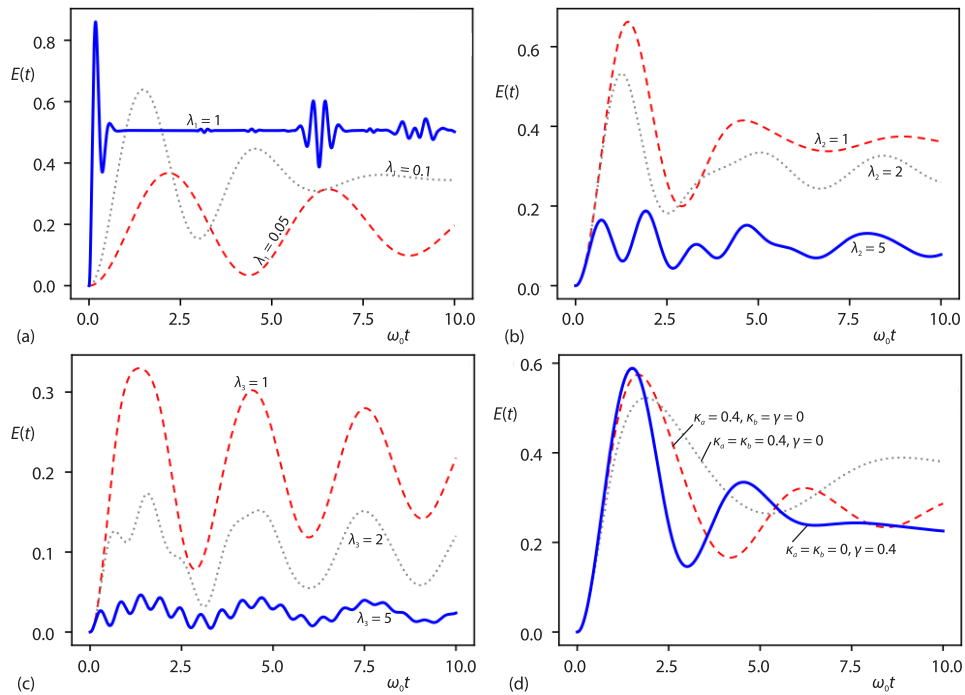 0.8
E(t)
0.6
0.4
0.2
0.0
λ₁ = 1
λ₁ = 0.1
λ₁ = 0.05
0.0 2.5 5.0 7.5 10.0
(a)
ω₀t
0.6
E(t)
0.4
0.2
0.0
λ₂ = 1
λ₂ = 2
λ₂ = 5
0.0 2.5 5.0 7.5 10.0
(b)
ω₀t
0.3
E(t)
0.2
0.1
0.0
λ₃ = 1
λ₃ = 2
λ₃ = 5
0.0 2.5 5.0 7.5 10.0
(c)
ω₀t
0.6
E(t)
0.4
0.2
0.0
κₐ = 0.4, κ_b = γ = 0
κₐ = κ_b = 0.4, γ = 0
κₐ = κ_b = 0, γ = 0.4
0.0 2.5 5.0 7.5 10.0
(d)
ω₀t